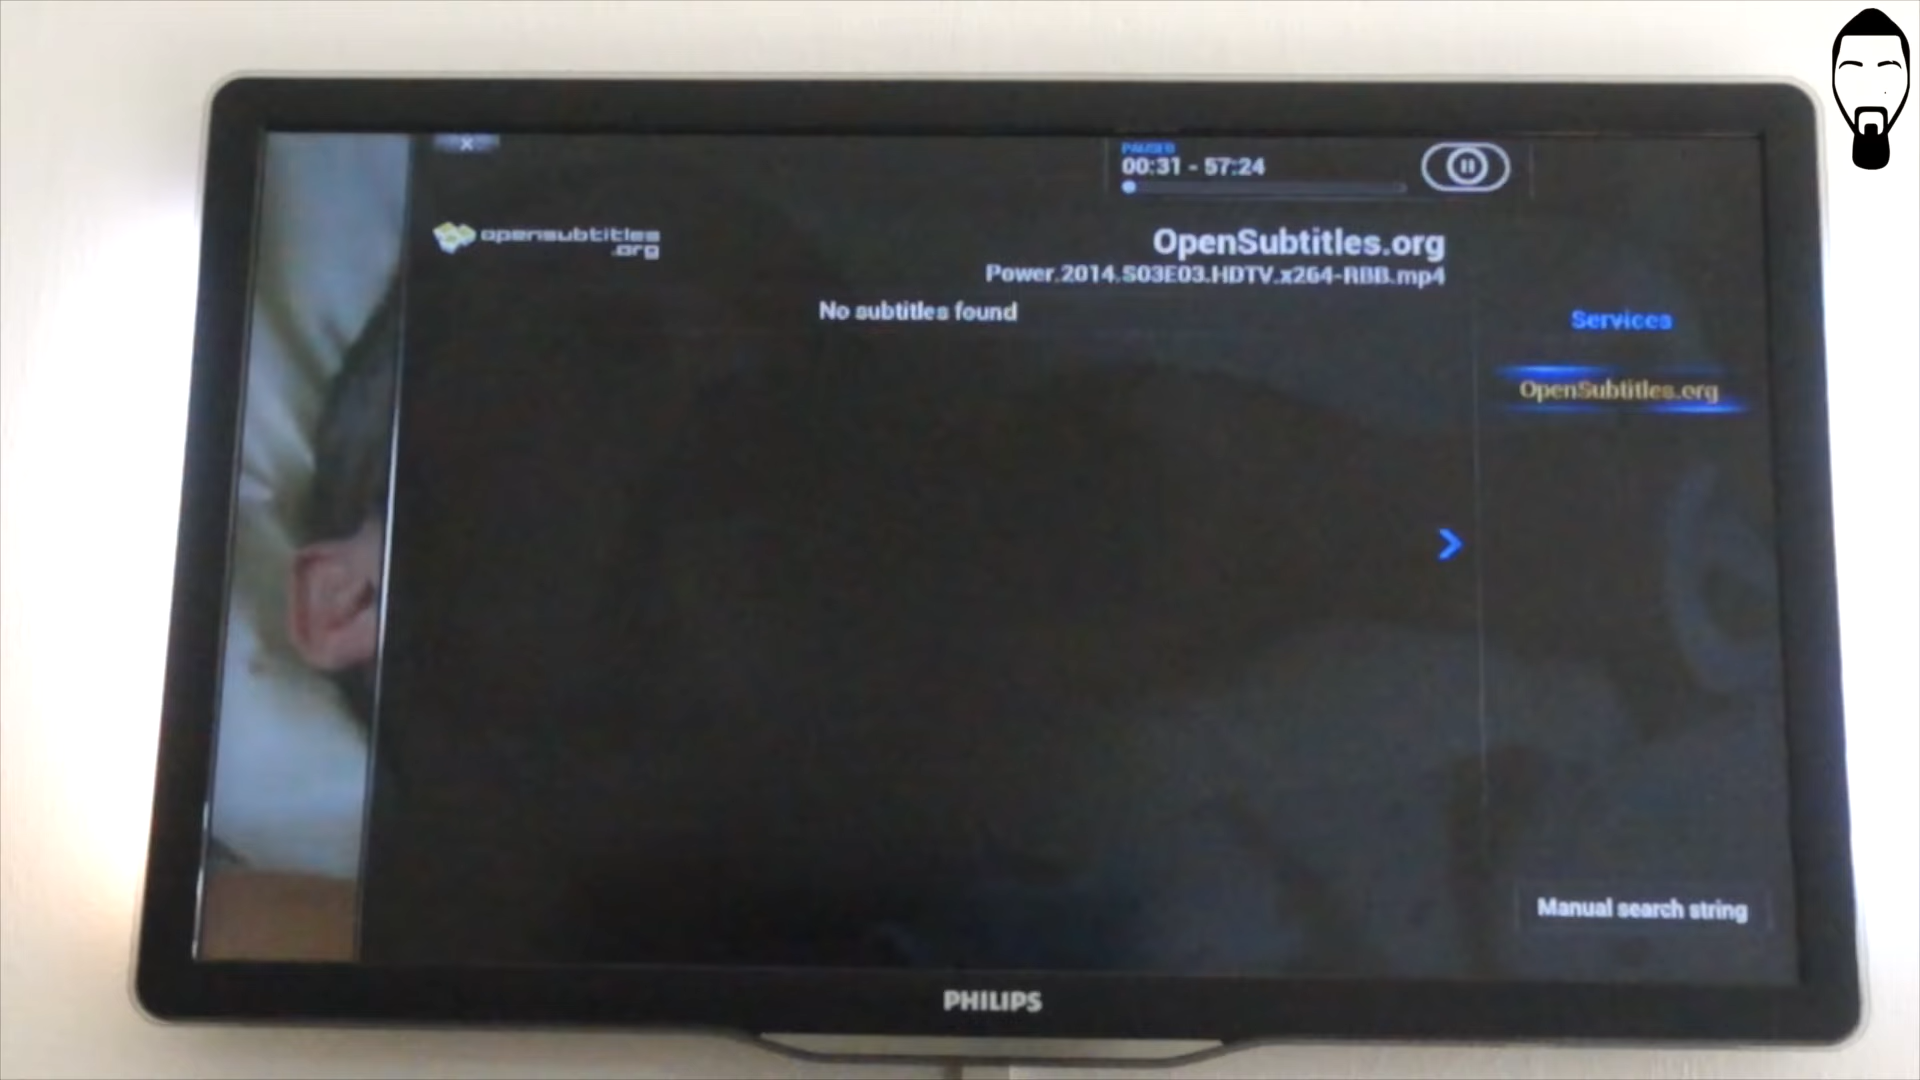 x
PAUSED
00:31 - 57:24
opensubtitles
.org
OpenSubtitles.org
Power.2014.S03E03.HDTV.x264-RBB.mp4
No subtitles found
Services
OpenSubtitles.org
Manual search string
PHILIPS